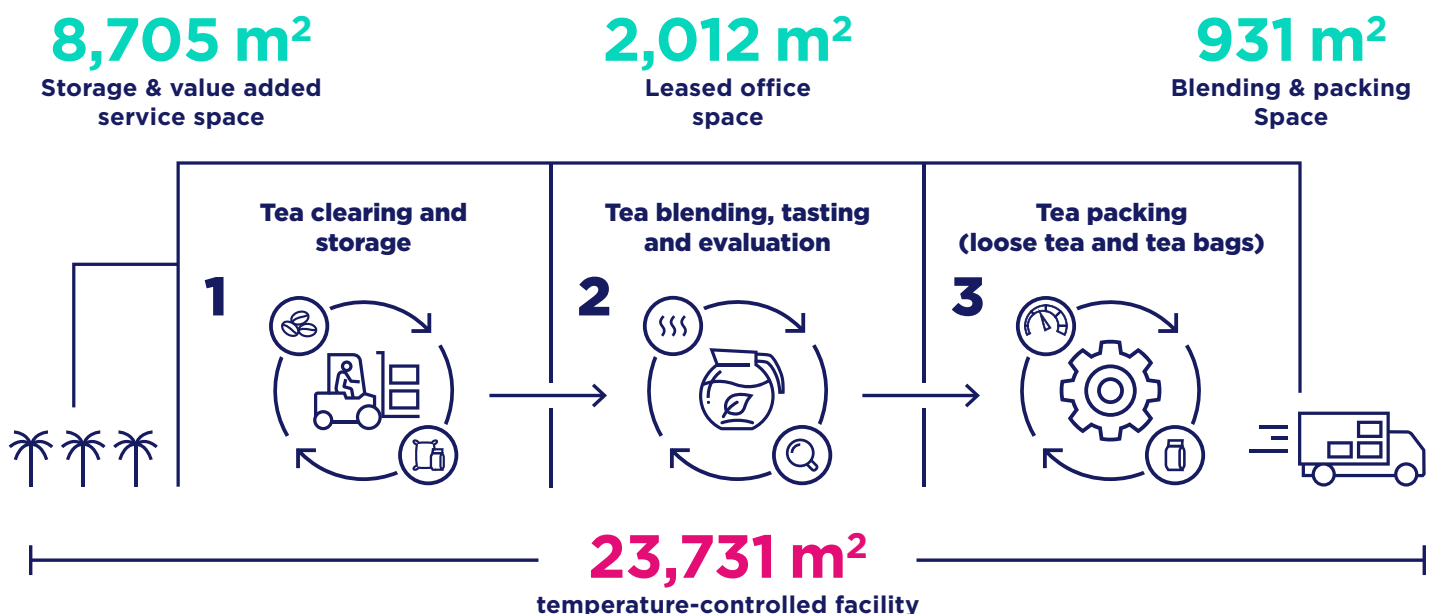 8,705 m²
Storage & value added
service space
2,012 m²
Leased office
space
931 m²
Blending & packing
Space
Tea clearing and
storage
1
Tea blending, tasting
and evaluation
2
Tea packing
(loose tea and tea bags)
3
23,731 m²
temperature-controlled facility